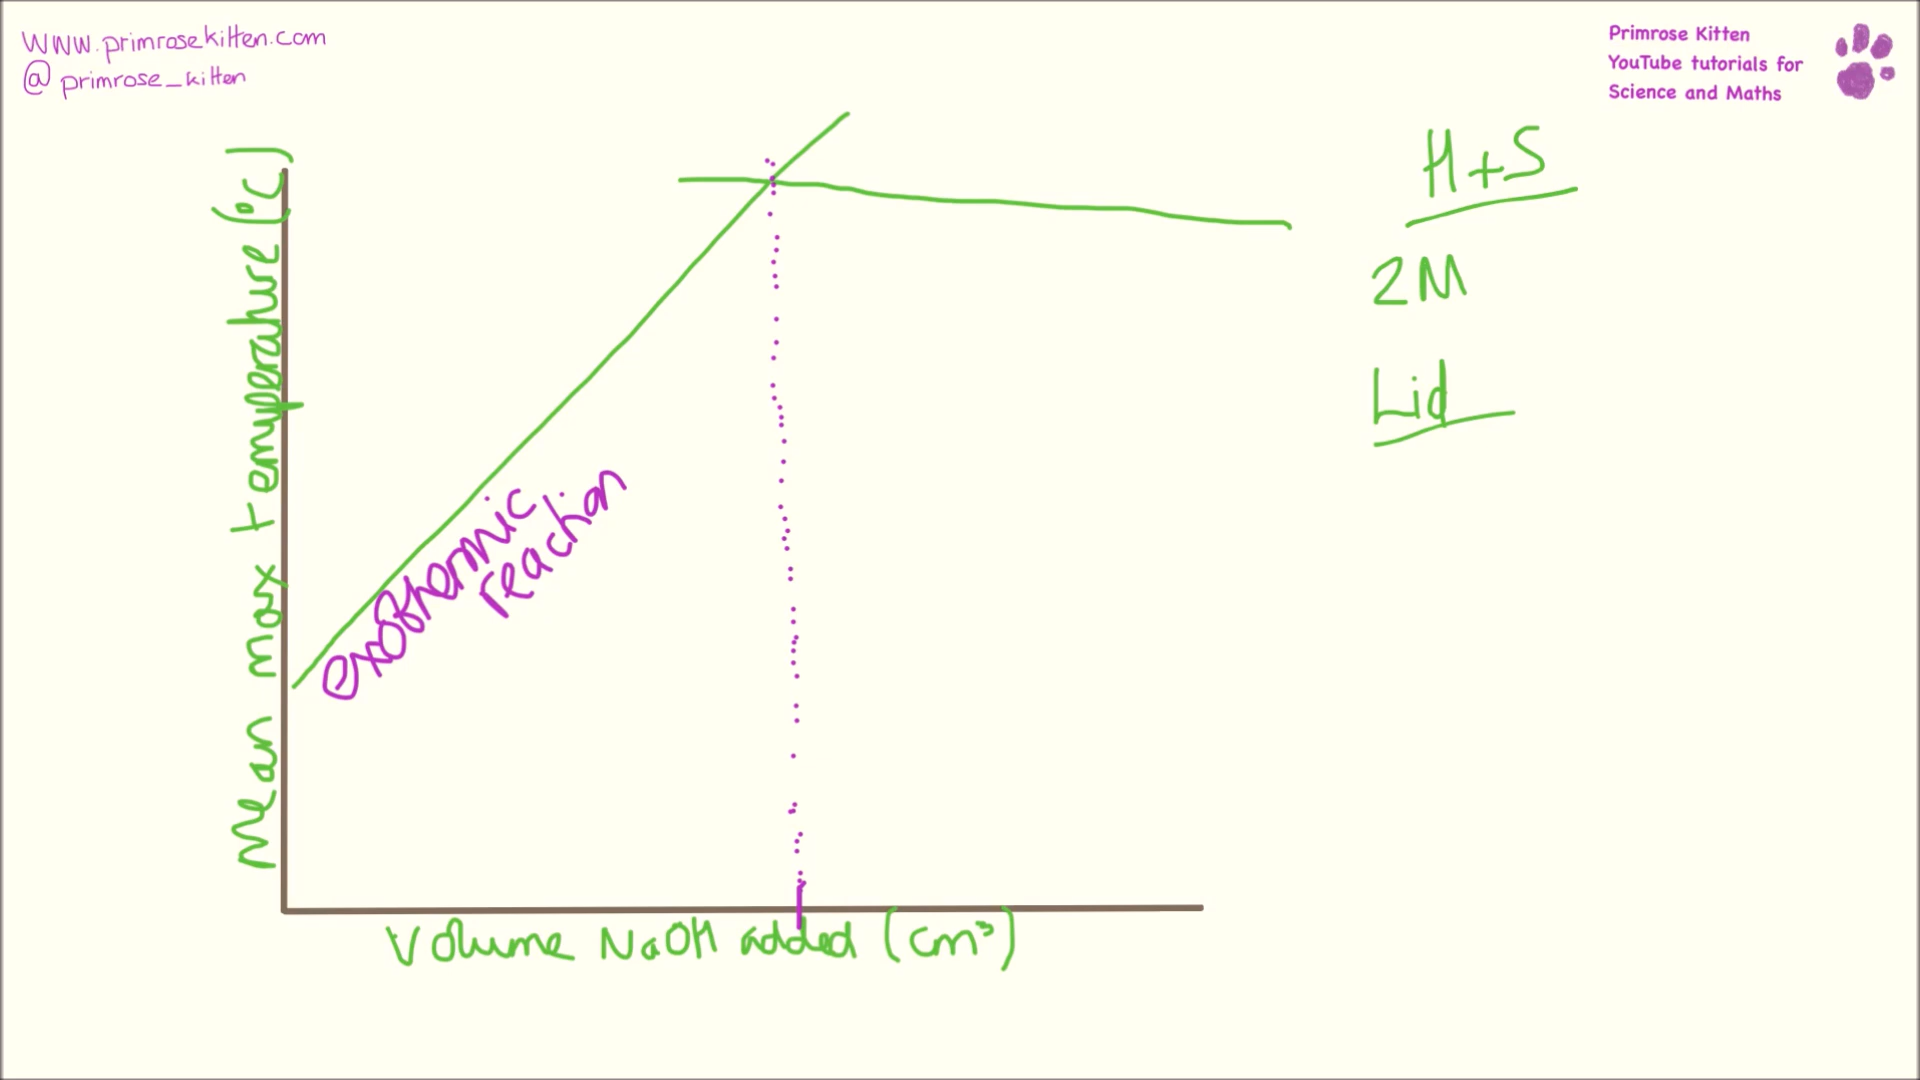 www.primrosekitten.com
@primrose_kitten
Primrose Kitten
YouTube tutorials for
Science and Maths
H+S
2M
Lid
Mean max temperature (°C)
exothermic
reaction
Volume NaOH added (cm³)